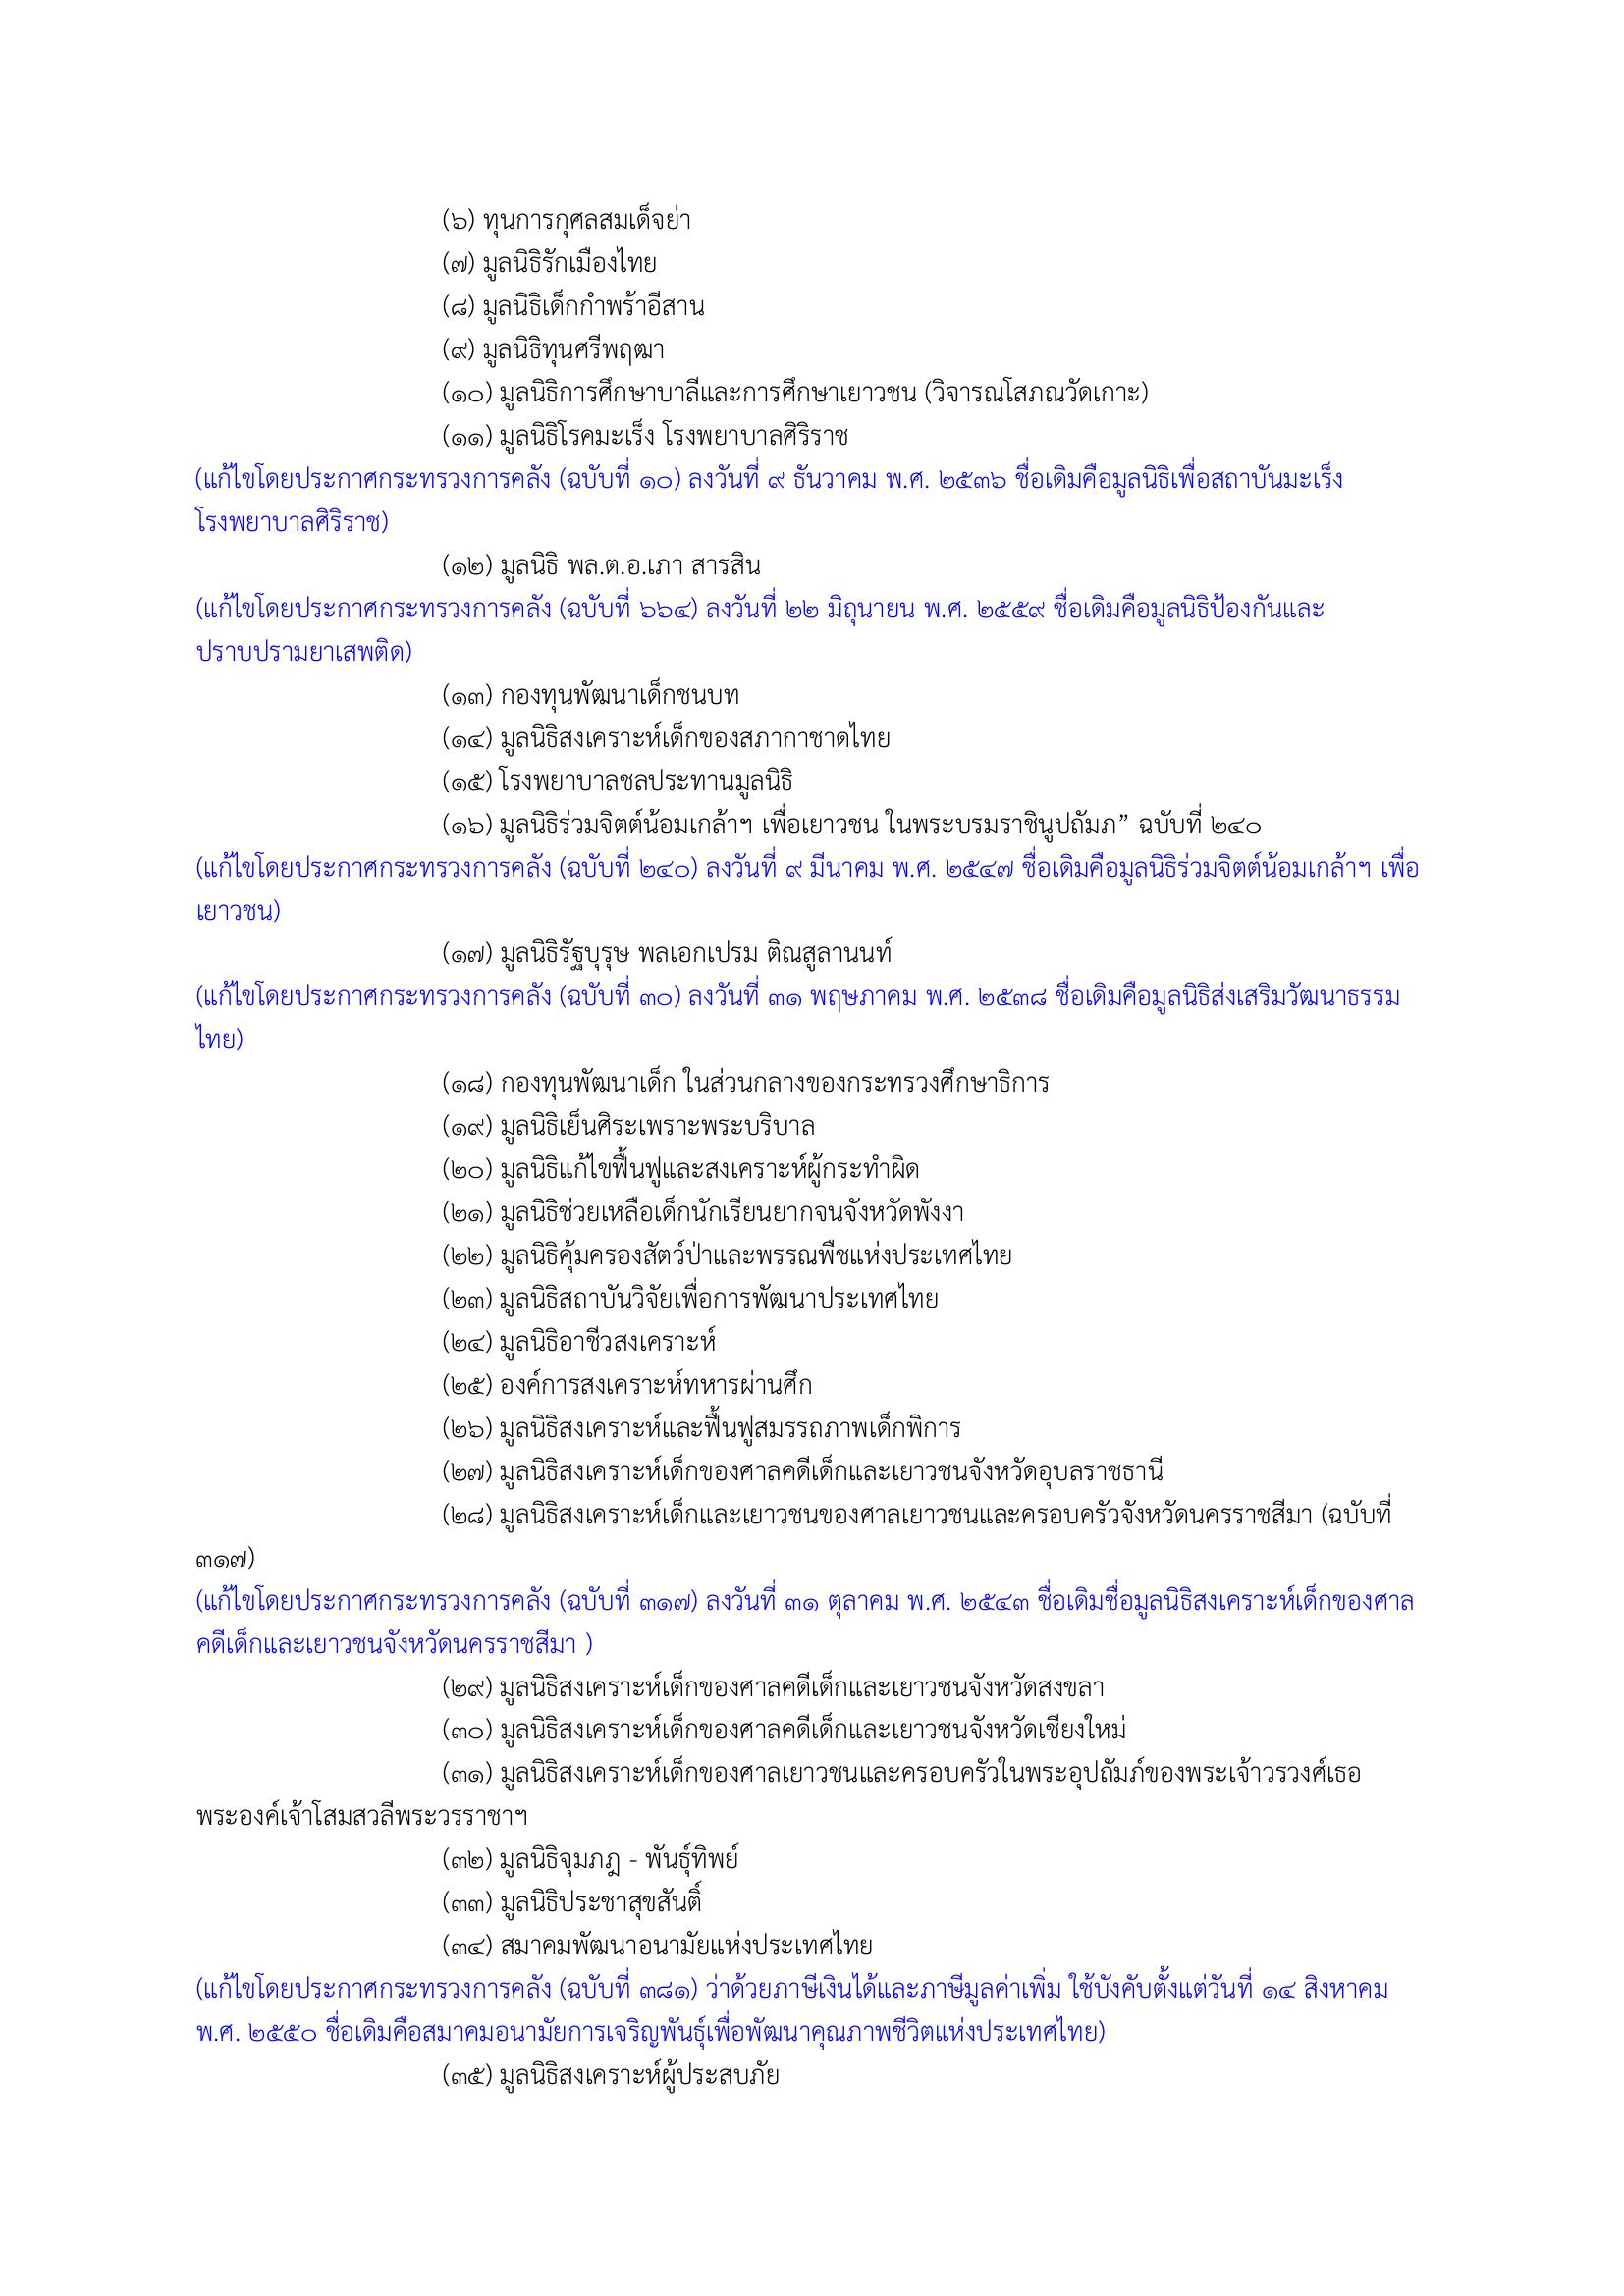 (๖) ทุนการกุศลสมเด็จย่า
(๗) มูลนิธิรักเมืองไทย
(๘) มูลนิธิเด็กกำพร้าอีสาน
(๙) มูลนิธิทุนศรีพฤฒา
(๑๐) มูลนิธิการศึกษาบาลีและการศึกษาเยาวชน (วิจารณโสภณวัดเกาะ)
(๑๑) มูลนิธิโรคมะเร็ง โรงพยาบาลศิริราช
(แก้ไขโดยประกาศกระทรวงการคลัง (ฉบับที่ ๑๐) ลงวันที่ ๙ ธันวาคม พ.ศ. ๒๕๓๖ ชื่อเดิมคือมูลนิธิเพื่อสถาบันมะเร็ง
โรงพยาบาลศิริราช)
(๑๒) มูลนิธิ พล.ต.อ.เภา สารสิน
(แก้ไขโดยประกาศกระทรวงการคลัง (ฉบับที่ ๖๖๔) ลงวันที่ ๒๒ มิถุนายน พ.ศ. ๒๕๕๙ ชื่อเดิมคือมูลนิธิป้องกันและ
ปราบปรามยาเสพติด)
(๑๓) กองทุนพัฒนาเด็กชนบท
(๑๔) มูลนิธิสงเคราะห์เด็กของสภากาชาดไทย
(๑๕) โรงพยาบาลชลประทานมูลนิธิ
(๑๖) มูลนิธิร่วมจิตต์น้อมเกล้าฯ เพื่อเยาวชน ในพระบรมราชินูปถัมภ” ฉบับที่ ๒๔๐
(แก้ไขโดยประกาศกระทรวงการคลัง (ฉบับที่ ๒๔๐) ลงวันที่ ๙ มีนาคม พ.ศ. ๒๕๔๗ ชื่อเดิมคือมูลนิธิร่วมจิตต์น้อมเกล้าฯ เพื่อ
เยาวชน)
(๑๗) มูลนิธิรัฐบุรุษ พลเอกเปรม ติณสูลานนท์
(แก้ไขโดยประกาศกระทรวงการคลัง (ฉบับที่ ๓๐) ลงวันที่ ๓๑ พฤษภาคม พ.ศ. ๒๕๓๘ ชื่อเดิมคือมูลนิธิส่งเสริมวัฒนาธรรม
ไทย)
(๑๘) กองทุนพัฒนาเด็ก ในส่วนกลางของกระทรวงศึกษาธิการ
(๑๙) มูลนิธิเย็นศิระเพราะพระบริบาล
(๒๐) มูลนิธิแก้ไขฟื้นฟูและสงเคราะห์ผู้กระทำผิด
(๒๑) มูลนิธิช่วยเหลือเด็กนักเรียนยากจนจังหวัดพังงา
(๒๒) มูลนิธิคุ้มครองสัตว์ป่าและพรรณพืชแห่งประเทศไทย
(๒๓) มูลนิธิสถาบันวิจัยเพื่อการพัฒนาประเทศไทย
(๒๔) มูลนิธิอาชีวสงเคราะห์
(๒๕) องค์การสงเคราะห์ทหารผ่านศึก
(๒๖) มูลนิธิสงเคราะห์และฟื้นฟูสมรรถภาพเด็กพิการ
(๒๗) มูลนิธิสงเคราะห์เด็กของศาลคดีเด็กและเยาวชนจังหวัดอุบลราชธานี
(๒๘) มูลนิธิสงเคราะห์เด็กและเยาวชนของศาลเยาวชนและครอบครัวจังหวัดนครราชสีมา (ฉบับที่
๓๑๗)
(แก้ไขโดยประกาศกระทรวงการคลัง (ฉบับที่ ๓๑๗) ลงวันที่ ๓๑ ตุลาคม พ.ศ. ๒๕๔๓ ชื่อเดิมชื่อมูลนิธิสงเคราะห์เด็กของศาล
คดีเด็กและเยาวชนจังหวัดนครราชสีมา )
(๒๙) มูลนิธิสงเคราะห์เด็กของศาลคดีเด็กและเยาวชนจังหวัดสงขลา
(๓๐) มูลนิธิสงเคราะห์เด็กของศาลคดีเด็กและเยาวชนจังหวัดเชียงใหม่
(๓๑) มูลนิธิสงเคราะห์เด็กของศาลเยาวชนและครอบครัวในพระอุปถัมภ์ของพระเจ้าวรวงศ์เธอ
พระองค์เจ้าโสมสวลีพระวรราชาฯ
(๓๒) มูลนิธิจุมภฎ - พันธุ์ทิพย์
(๓๓) มูลนิธิประชาสุขสันติ์
(๓๔) สมาคมพัฒนาอนามัยแห่งประเทศไทย
(แก้ไขโดยประกาศกระทรวงการคลัง (ฉบับที่ ๓๘๑) ว่าด้วยภาษีเงินได้และภาษีมูลค่าเพิ่ม ใช้บังคับตั้งแต่วันที่ ๑๔ สิงหาคม
พ.ศ. ๒๕๕๐ ชื่อเดิมคือสมาคมอนามัยการเจริญพันธุ์เพื่อพัฒนาคุณภาพชีวิตแห่งประเทศไทย)
(๓๕) มูลนิธิสงเคราะห์ผู้ประสบภัย